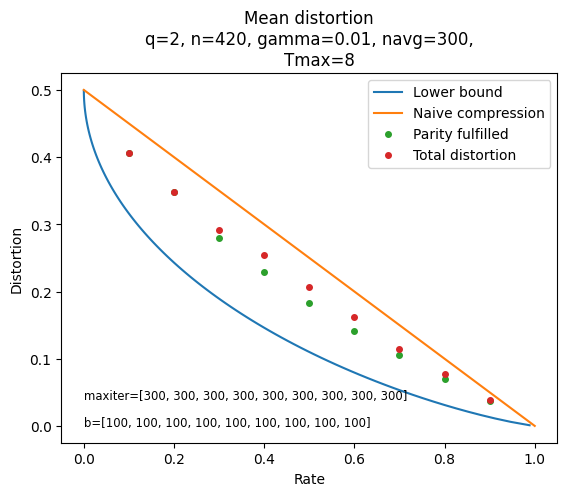 Mean distortion
q=2, n=420, gamma=0.01, navg=300,
Tmax=8
Lower bound
Naive compression
Parity fulfilled
Total distortion
0.5
0.4
0.3
0.2
0.1
0.0
Distortion
maxiter=[300, 300, 300, 300, 300, 300, 300, 300, 300]
b=[100, 100, 100, 100, 100, 100, 100, 100, 100]
0.0 0.2 0.4 0.6 0.8 1.0
Rate